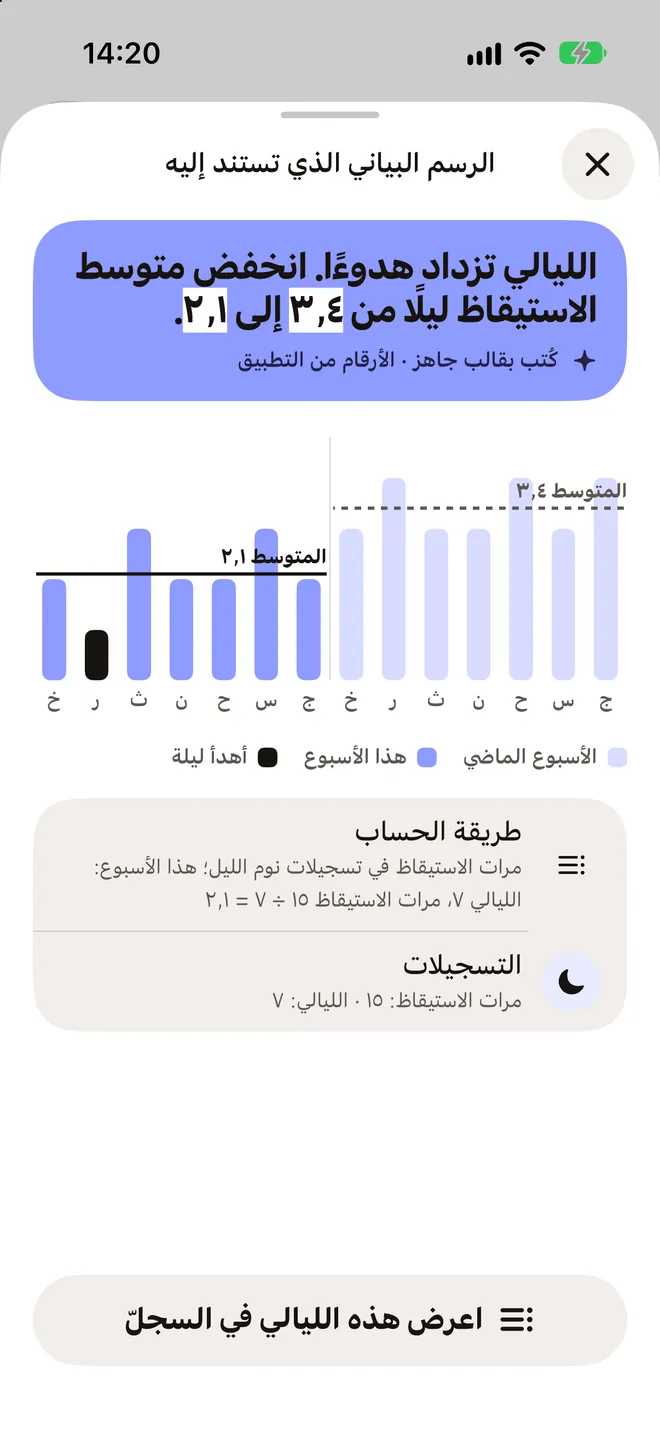 14:20
الرسم البياني الذي تستند إليه
الليالي تزداد هدوءًا. انخفض متوسط
الاستيقاظ ليلًا من ٣,٤ إلى ٢,١.
كُتب بقالب جاهز · الأرقام من التطبيق
المتوسط ٣,٤
المتوسط ٢,١
ج س ح ن ث ر خ ج س ح ن ث ر خ
الأسبوع الماضي هذا الأسبوع أهدأ ليلة
طريقة الحساب
مرات الاستيقاظ في تسجيلات نوم الليل؛ هذا الأسبوع:
الليالي ٧، مرات الاستيقاظ ١٥ ÷ ٧ = ٢,١
التسجيلات
مرات الاستيقاظ: ١٥ · الليالي: ٧
اعرض هذه الليالي في السجلّ